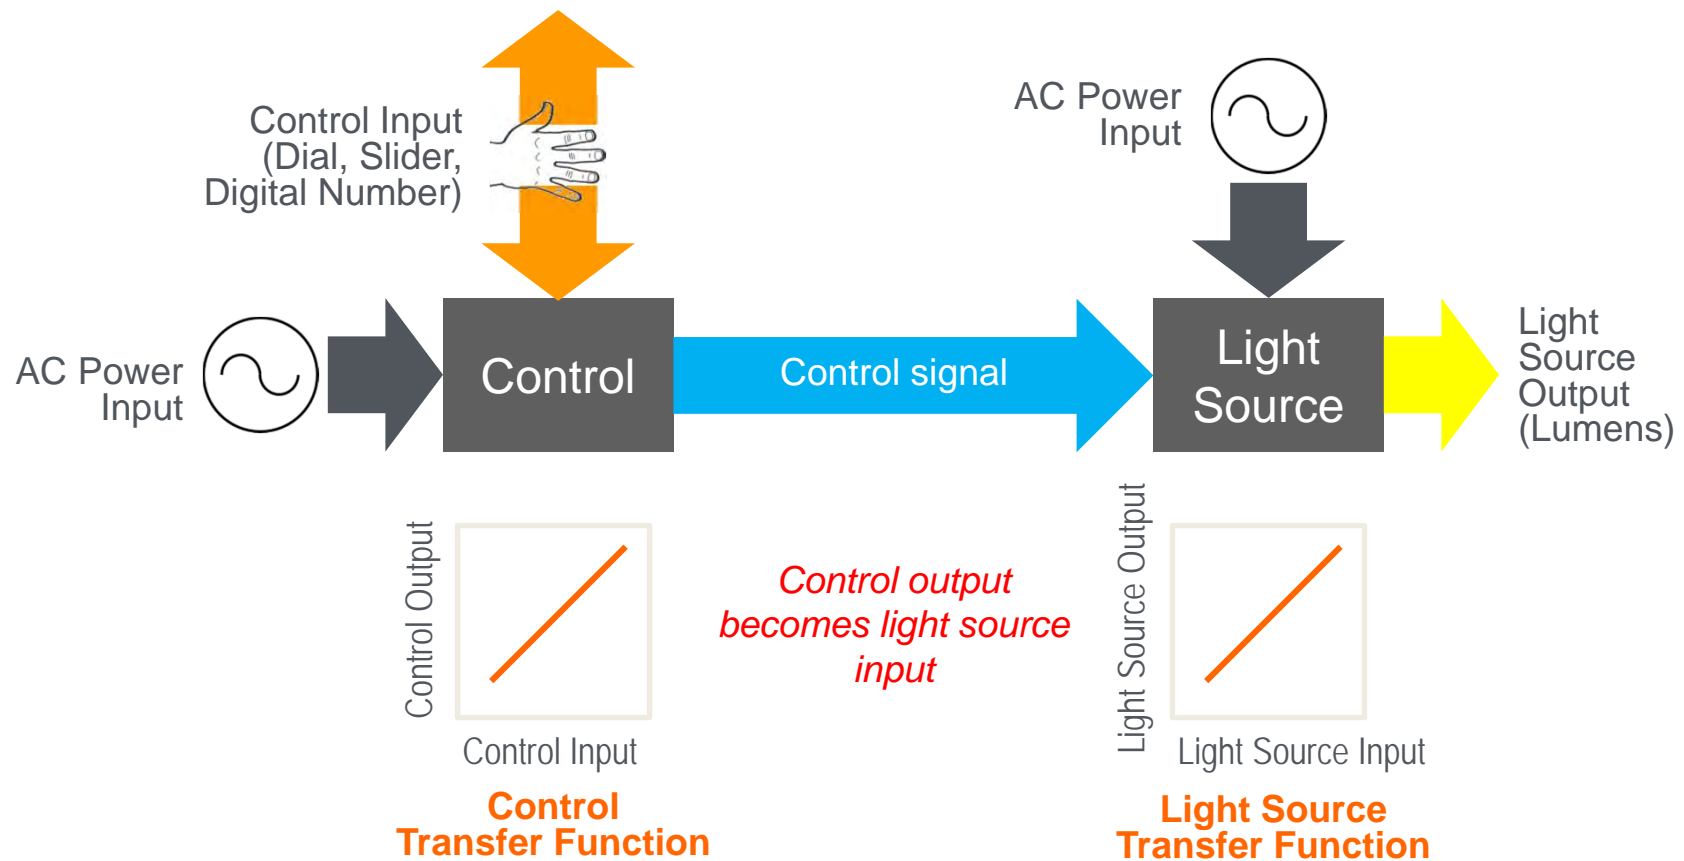 Control Input
(Dial, Slider,
Digital Number)
AC Power
Input
AC Power
Input
Control
Control signal
Light
Source
Light
Source
Output
(Lumens)
Control Output
Control Input
Control
Transfer Function
Control output
becomes light source
input
Light Source Output
Light Source Input
Light Source
Transfer Function